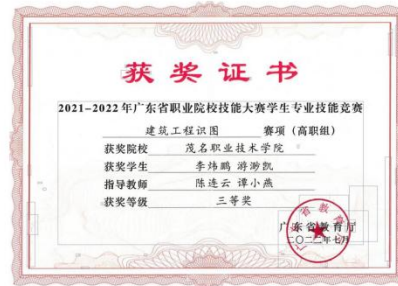 获奖证书
2021-2022年广东省职业院校技能大赛学生专业技能竞赛
建筑工程识图 赛项（高职组）
获奖院校 茂名职业技术学院
获奖学生 李炜鹏 游渤凯
指导教师 陈连云 谭小燕
获奖等级 三等奖
广东省教育厅
二〇二二年七月